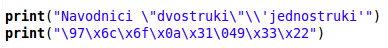 print("Navodnici \"dvostruki\"\\'jednostruki'")
print("\97\x6c\x6f\x0a\x31\049\x33\x22")